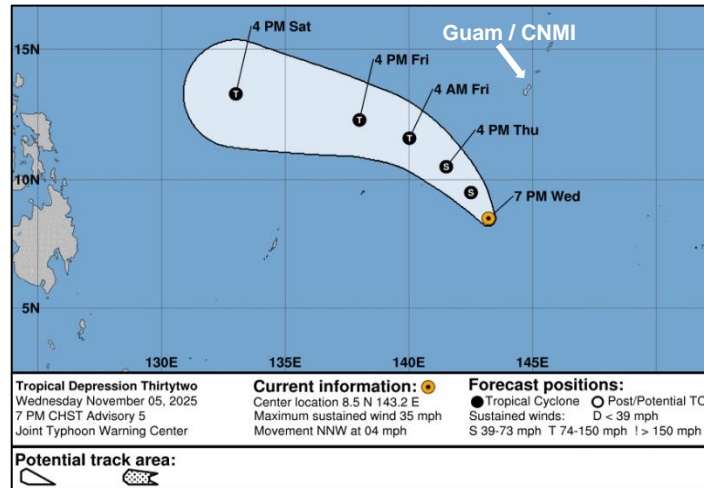 4 PM Sat
Guam / CNMI
15N
4 PM Fri
4 AM Fri
T
4 PM Thu
T
T
10N
S
S
7 PM Wed
5N
130E 135E 140E 145E
Tropical Depression Thirtytwo
Wednesday November 05, 2025
7 PM CHST Advisory 5
Joint Typhoon Warning Center
Current information:
Center location 8.5 N 143.2 E
Maximum sustained wind 35 mph
Movement NNW at 04 mph
Forecast positions:
Tropical Cyclone Post/Potential TC
Sustained winds: D < 39 mph
S 39-73 mph T 74-150 mph ! > 150 mph
Potential track area: